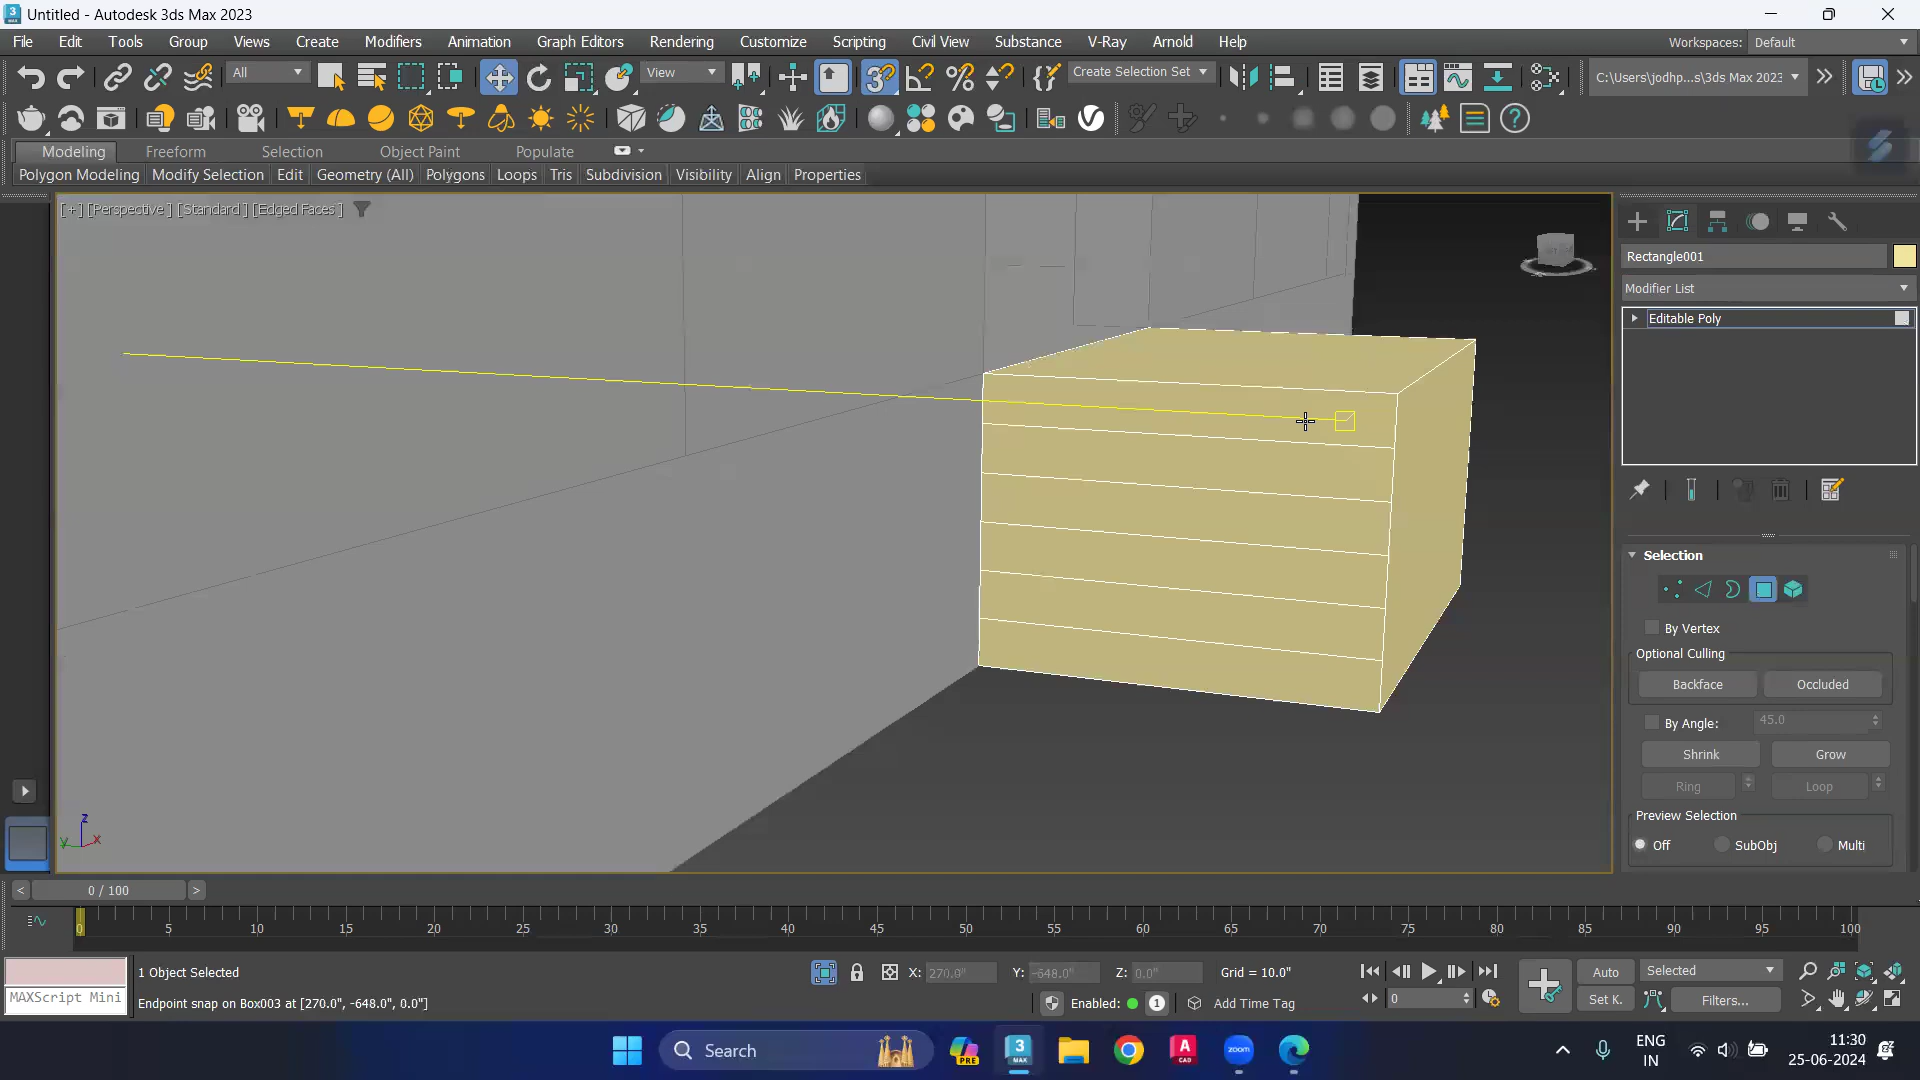 Untitled - Autodesk 3ds Max 2023
File Edit Tools Group Views Create Modifiers Animation Graph Editors Rendering Customize Scripting Civil View Substance V-Ray Arnold Help Workspaces: Default
All View Create Selection Set C:\Users\jodhp...s\3ds Max 2023
Modeling Freeform Selection Object Paint Populate
Polygon Modeling Modify Selection Edit Geometry (All) Polygons Loops Tris Subdivision Visibility Align Properties
[+] [Perspective] [Standard] [Edged Faces]
Rectangle001
Modifier List
Editable Poly
Selection
By Vertex
Optional Culling
Backface Occluded
By Angle: 45.0
Shrink Grow
Ring Loop
Preview Selection
Off SubObj Multi
z
y x
< 0 / 100 >
0 5 10 15 20 25 30 35 40 45 50 55 60 65 70 75 80 85 90 95 100
1 Object Selected X: 270.0" Y: -648.0" Z: 0.0" Grid = 10.0" Auto Selected
MAXScript Mini Endpoint snap on Box003 at [270.0", -648.0", 0.0"] Enabled: 1 Add Time Tag 0 Set K. Filters...
Search PRE 3 MAX A CAD zoom ENG IN 11:30 25-06-2024